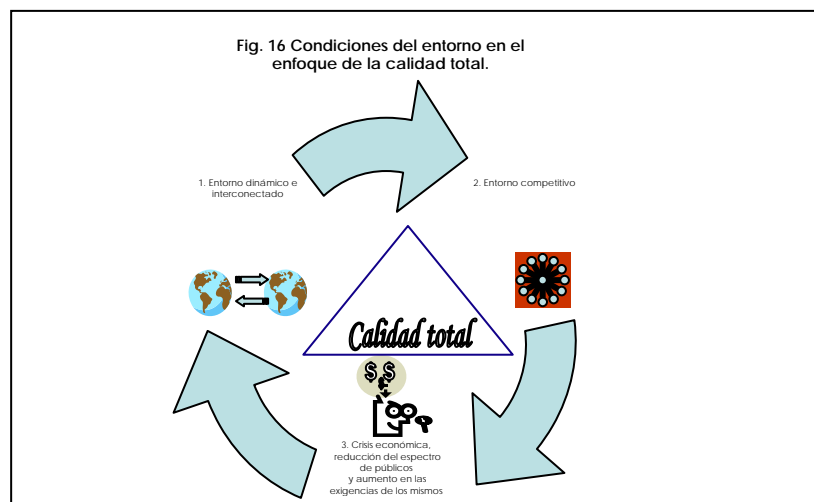 Fig. 16 Condiciones del entorno en el
enfoque de la calidad total.
1. Entorno dinámico e
interconectado
2. Entorno competitivo
Calidad total
$ $
3. Crisis económica,
reducción del espectro
de públicos
y aumento en las
exigencias de los mismos